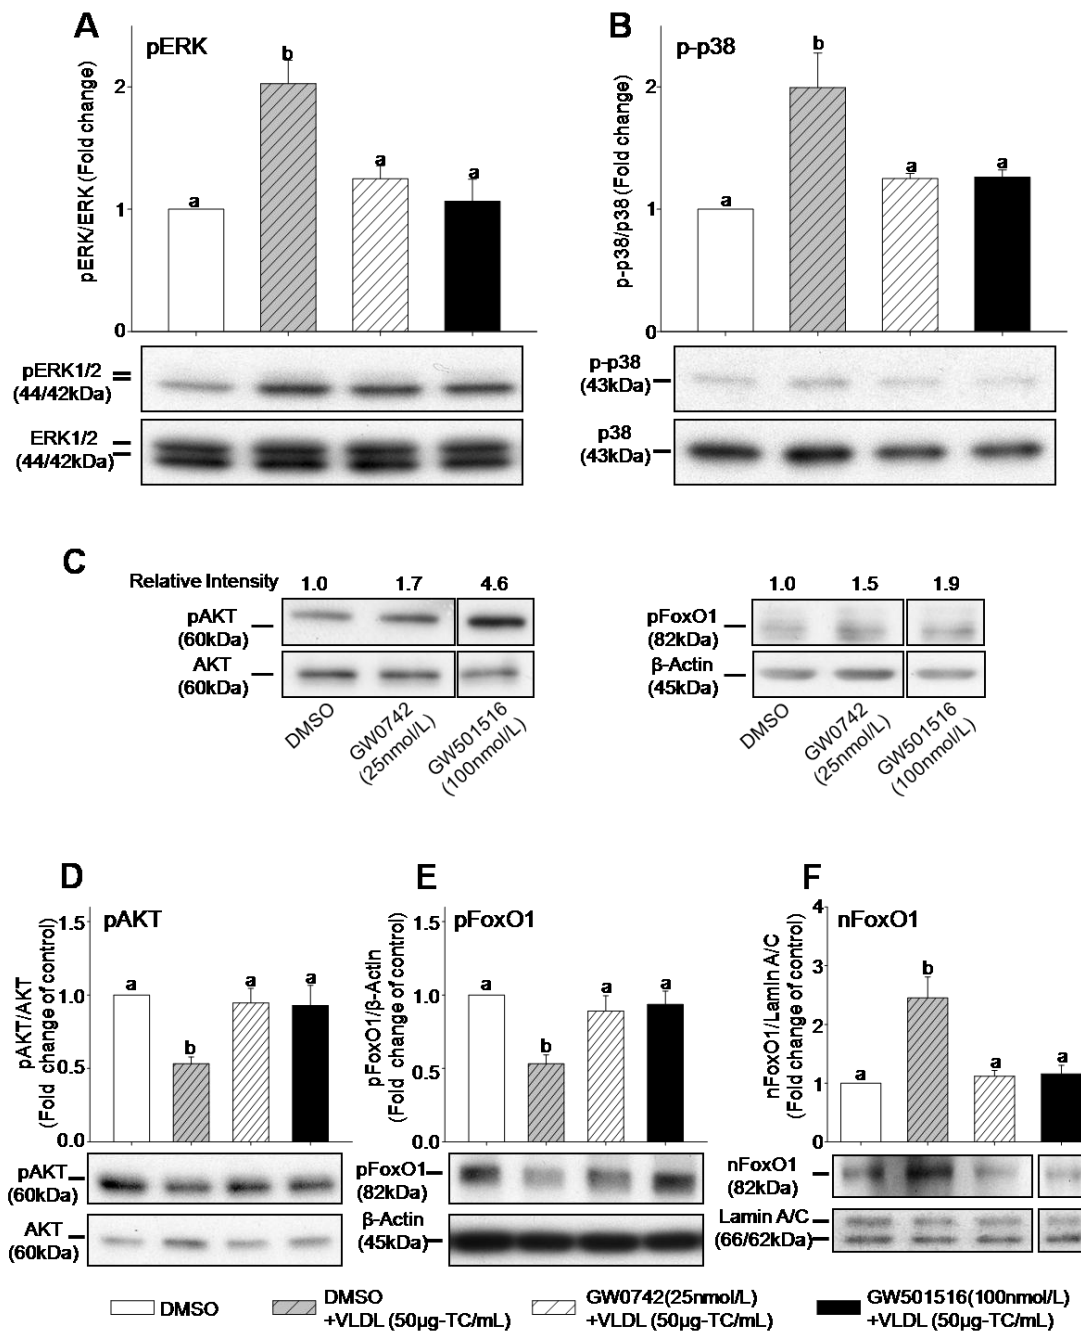 A
B
pERK
p-p38
pERK/ERK (Fold change)
2
1
0
a
b
a
a
p-p38/p38 (Fold change)
2
1
0
a
b
a
a
pERK1/2
(44/42kDa)
ERK1/2
(44/42kDa)
p-p38
(43kDa)
p38
(43kDa)
C
Relative Intensity 1.0 1.7 4.6
pAKT
(60kDa)
AKT
(60kDa)
DMSO
GW0742
(25nmol/L)
GW501516
(100nmol/L)
1.0 1.5 1.9
pFoxO1
(82kDa)
β-Actin
(45kDa)
DMSO
GW0742
(25nmol/L)
GW501516
(100nmol/L)
D
E
F
pAKT
pAKT/AKT
(Fold change of control)
1.5
1.0
0.5
0.0
a
b
a
a
pAKT
(60kDa)
AKT
(60kDa)
pFoxO1
pFoxO1/β-Actin
(Fold change of control)
1.5
1.0
0.5
0.0
a
b
a
a
pFoxO1
(82kDa)
β-Actin
(45kDa)
nFoxO1
nFoxO1/Lamin A/C
(Fold change of control)
4
3
2
1
0
a
b
a
a
nFoxO1
(82kDa)
Lamin A/C
(66/62kDa)
DMSO
DMSO
+VLDL (50µg-TC/mL)
GW0742(25nmol/L)
+VLDL (50µg-TC/mL)
GW501516(100nmol/L)
+VLDL (50µg-TC/mL)